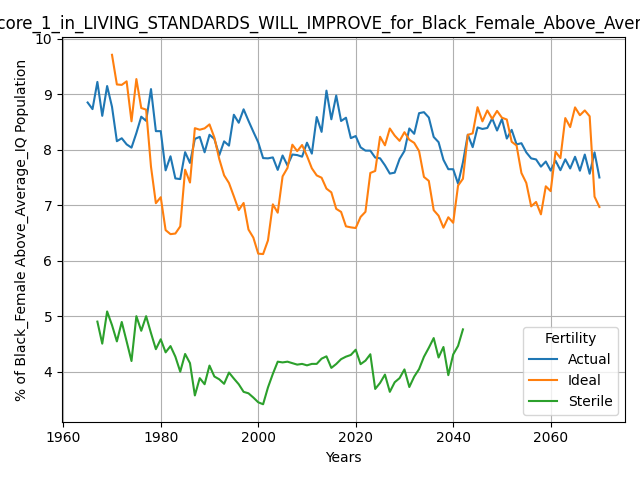 core_1_in_LIVING_STANDARDS_WILL_IMPROVE_for_Black_Female_Above_Aver
% of Black_Female Above_Average_IQ Population
10
9
8
7
6
5
4
1960
1980
2000
2020
2040
2060
Years
Fertility
Actual
Ideal
Sterile